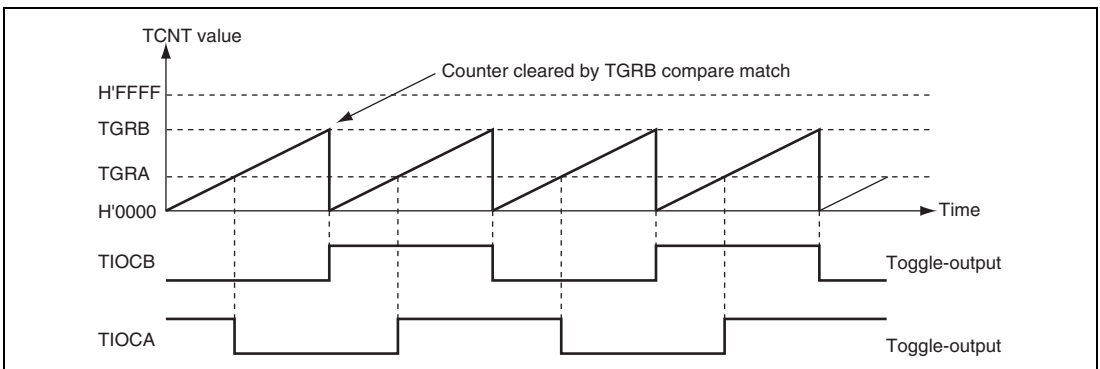 TCNT value
Counter cleared by TGRB compare match
H'FFFF
TGRB
TGRA
H'0000
Time
TIOCB
Toggle-output
TIOCA
Toggle-output